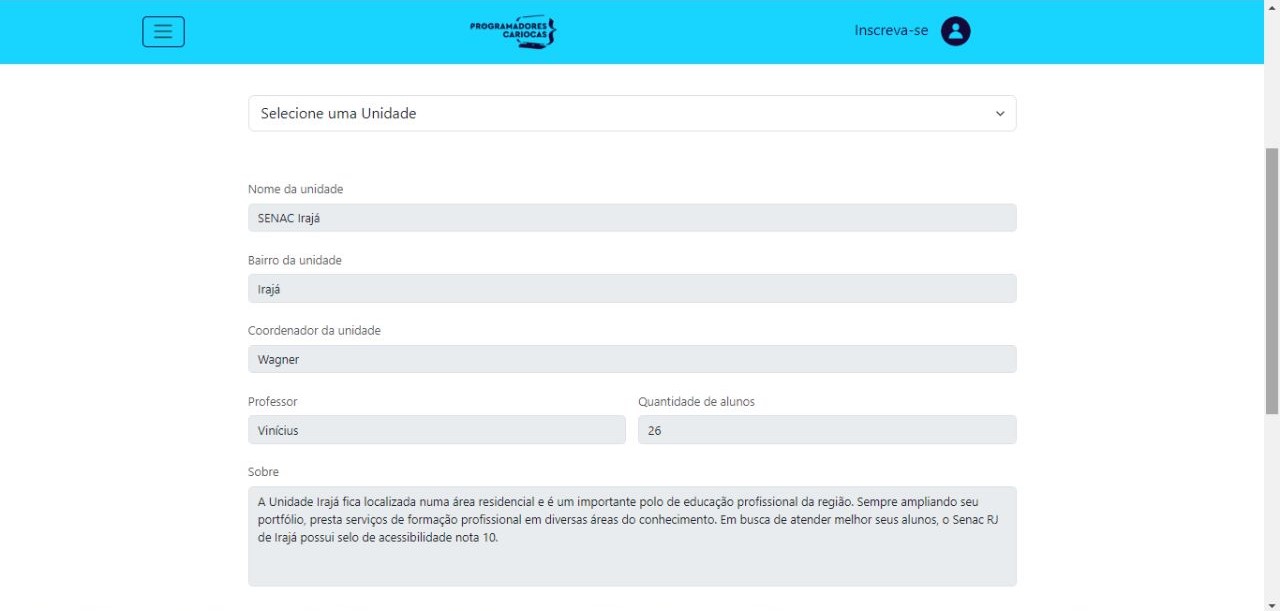 PROGRAMADORES
CARIOCAS
Inscreva-se
Selecione uma Unidade
Nome da unidade
SENAC Irajá
Bairro da unidade
Irajá
Coordenador da unidade
Wagner
Professor
Quantidade de alunos
Vinícius
26
Sobre
A Unidade Irajá fica localizada numa área residencial e é um importante polo de educação profissional da região. Sempre ampliando seu
portfólio, presta serviços de formação profissional em diversas áreas do conhecimento. Em busca de atender melhor seus alunos, o Senac RJ
de Irajá possui selo de acessibilidade nota 10.